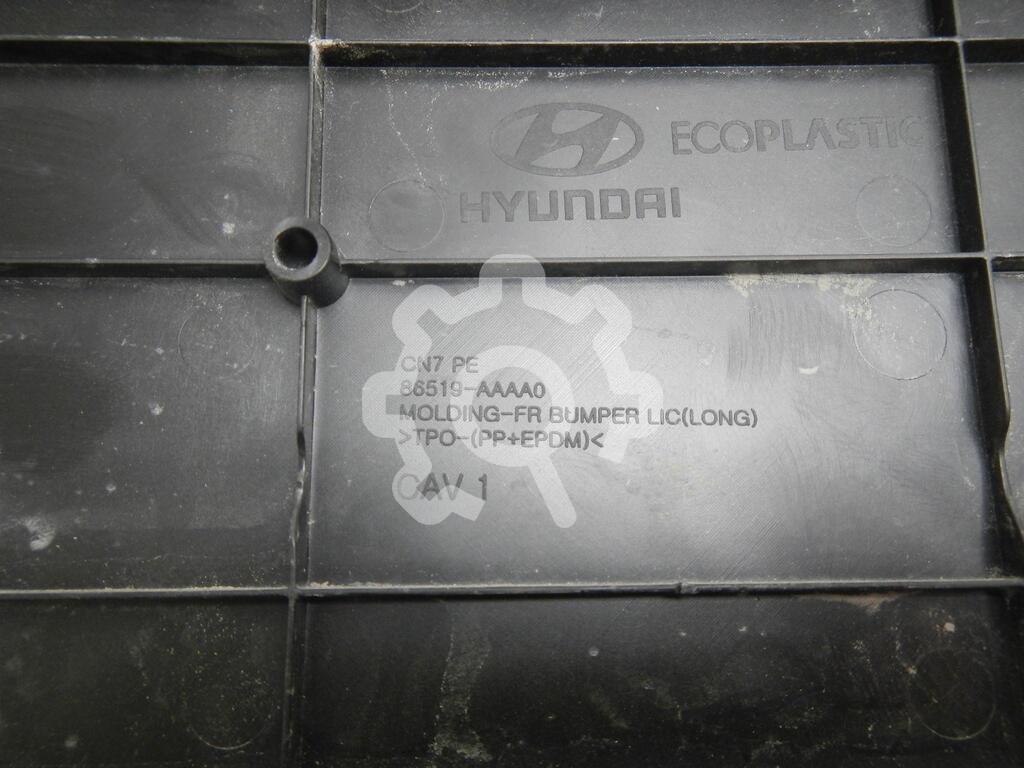 ECOPLASTIC
HYUNDAI
CN7 PE
86519-AAAA0
MOLDING-FR BUMPER LIC(LONG)
>TPO-(PP+EPDM)<
CAV 1